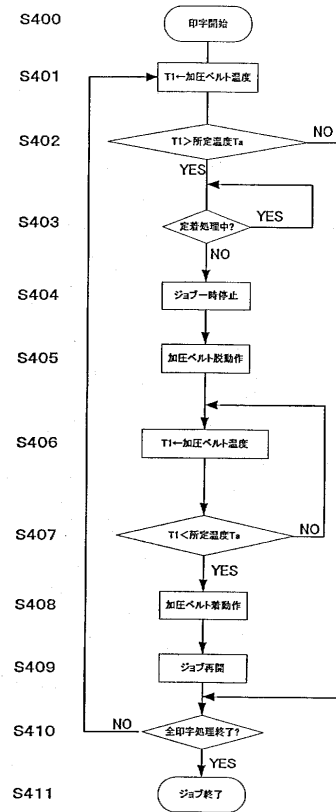 S400 印字開始
S401 T1←加圧ベルト温度
S402 T1>所定温度Ta NO
YES
S403 定着処理中? YES
NO
S404 ジョブ一時停止
S405 加圧ベルト脱動作
S406 T1←加圧ベルト温度
S407 T1<所定温度Ta NO
YES
S408 加圧ベルト着動作
S409 ジョブ再開
S410 NO 全印字処理終了?
YES
S411 ジョブ終了